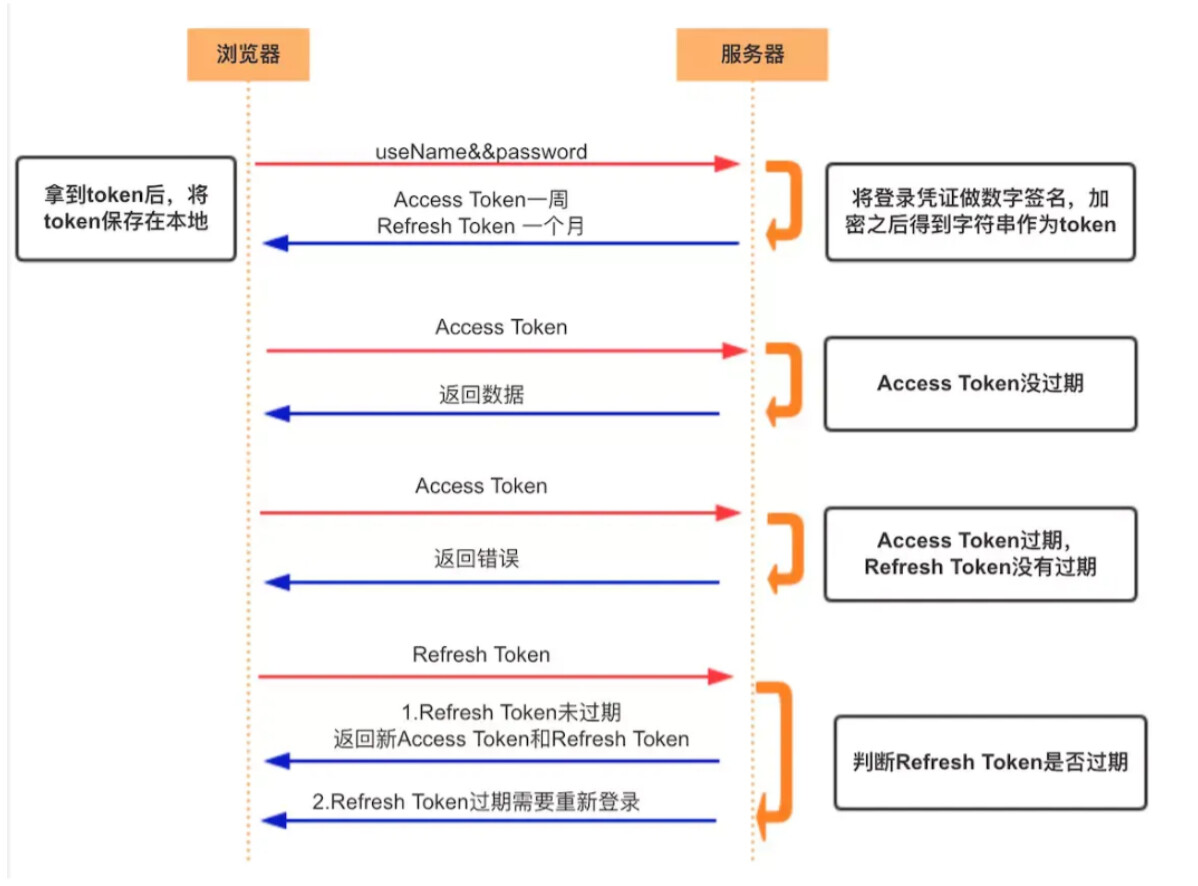 浏览器
服务器
useName&&password
拿到token后，将
token保存在本地
Access Token一周
Refresh Token 一个月
将登录凭证做数字签名，加
密之后得到字符串作为token
Access Token
返回数据
Access Token没过期
Access Token
返回错误
Access Token过期，
Refresh Token没有过期
Refresh Token
1.Refresh Token未过期
返回新Access Token和Refresh Token
2.Refresh Token过期需要重新登录
判断Refresh Token是否过期